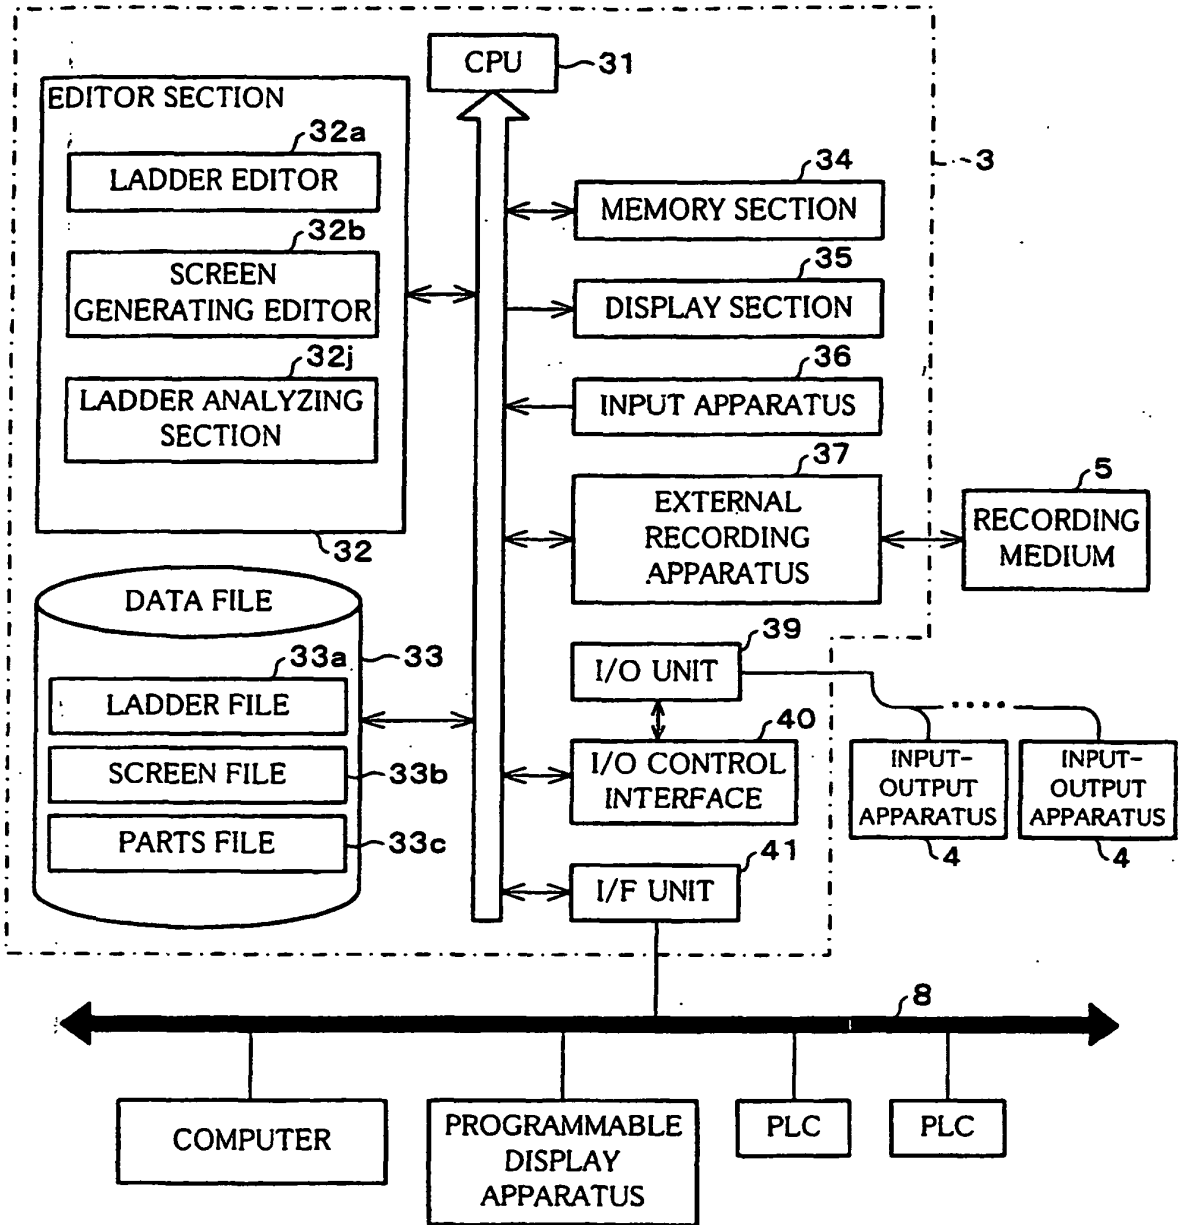 CPU
31
EDITOR SECTION
32a
LADDER EDITOR
32b
SCREEN
GENERATING EDITOR
32j
LADDER ANALYZING
SECTION
32
34
MEMORY SECTION
3
35
DISPLAY SECTION
36
INPUT APPARATUS
37
EXTERNAL
RECORDING
APPARATUS
5
RECORDING
MEDIUM
DATA FILE
33
33a
LADDER FILE
SCREEN FILE
33b
PARTS FILE
33c
39
I/O UNIT
40
I/O CONTROL
INTERFACE
INPUT-
OUTPUT
APPARATUS
4
INPUT-
OUTPUT
APPARATUS
4
41
I/F UNIT
8
COMPUTER
PROGRAMMABLE
DISPLAY
APPARATUS
PLC
PLC